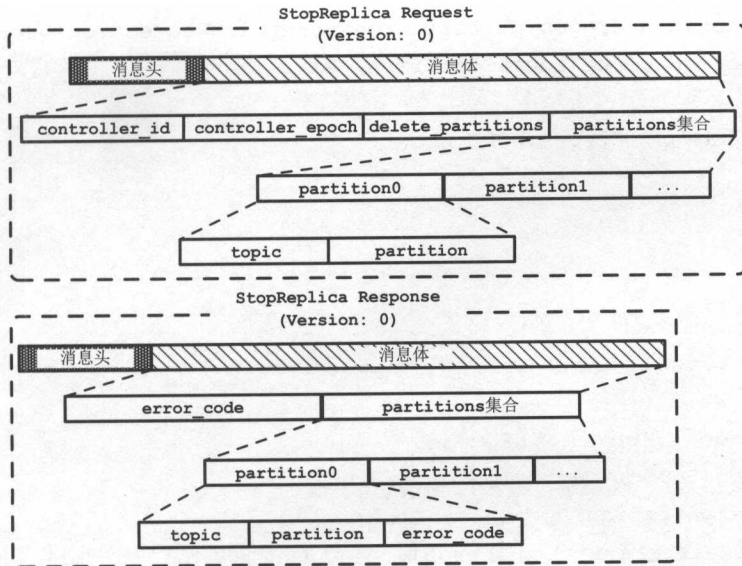 StopReplica Request
(Version: 0)
消息头 消息体
controller_id controller_epoch delete_partitions partitions集合
partition0 partition1 ...
topic partition
StopReplica Response
(Version: 0)
消息头 消息体
error_code partitions集合
partition0 partition1
topic partition error_code